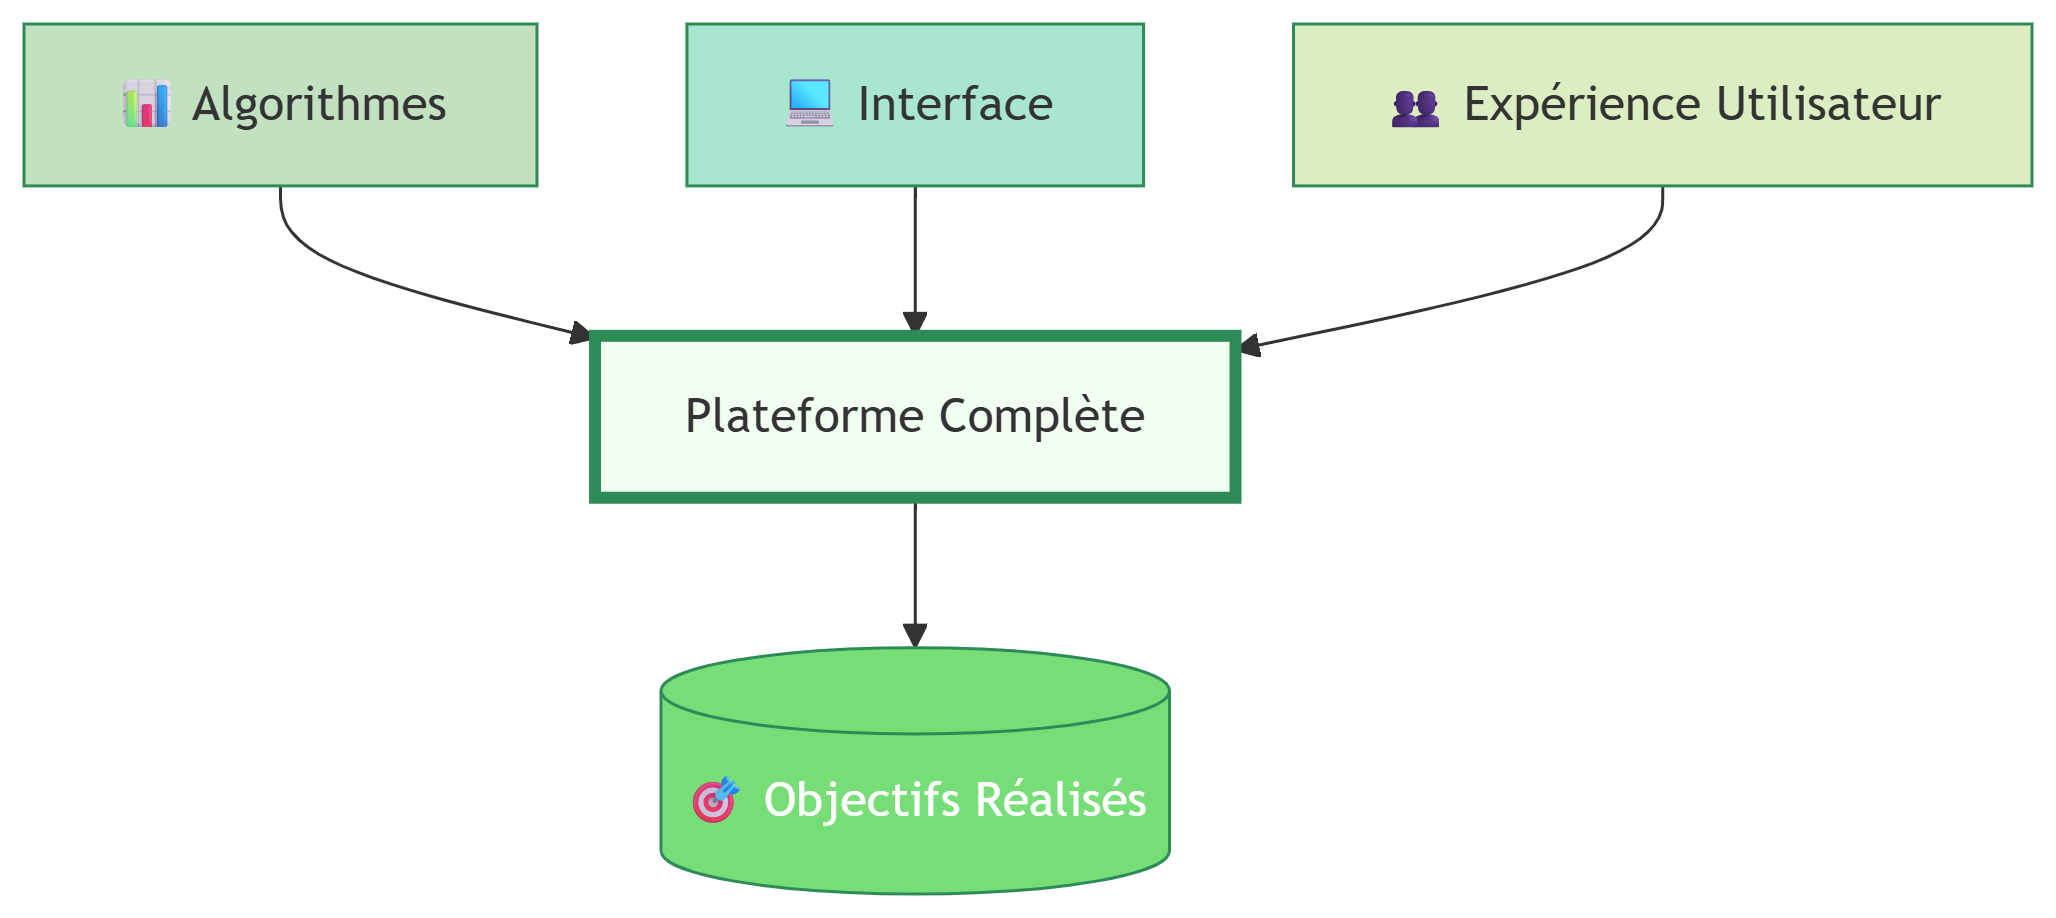 Algorithmes
Interface
Expérience Utilisateur
Plateforme Complète
Objectifs Réalisés